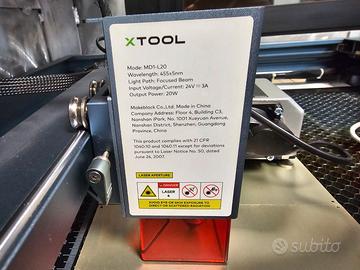 XTOOL
Mode: MD1-L20
Wavelength: 455±5nm
Light Path: Focused Beam
Input Voltage/Current: 24V ⎓ 3A
Output Power: 20W
Makeblock Co.,Ltd. Made in China
Company Address: Floor 4, Building C3,
Nanshan Park, No. 1001 Xueyuan Avenue,
Nanshan District, Shenzhen, Guangdong
Province, China
This product complies with 21 CFR
1040.10 and 1040.11 except for deviations
pursuant to Laser Notice No. 50, dated
June 24, 2007.
LASER APERTURE
DANGER
LASER
4
AVOID EYE OR SKIN EXPOSURE TO
DIRECT OR SCATTERED RADIATION
subito